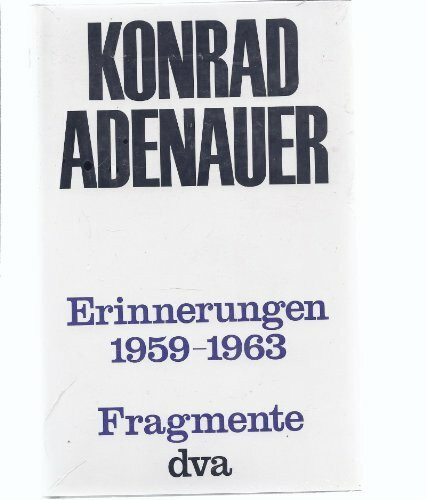 KONRAD
ADENAUER
Erinnerungen
1959-1963
Fragmente
dva